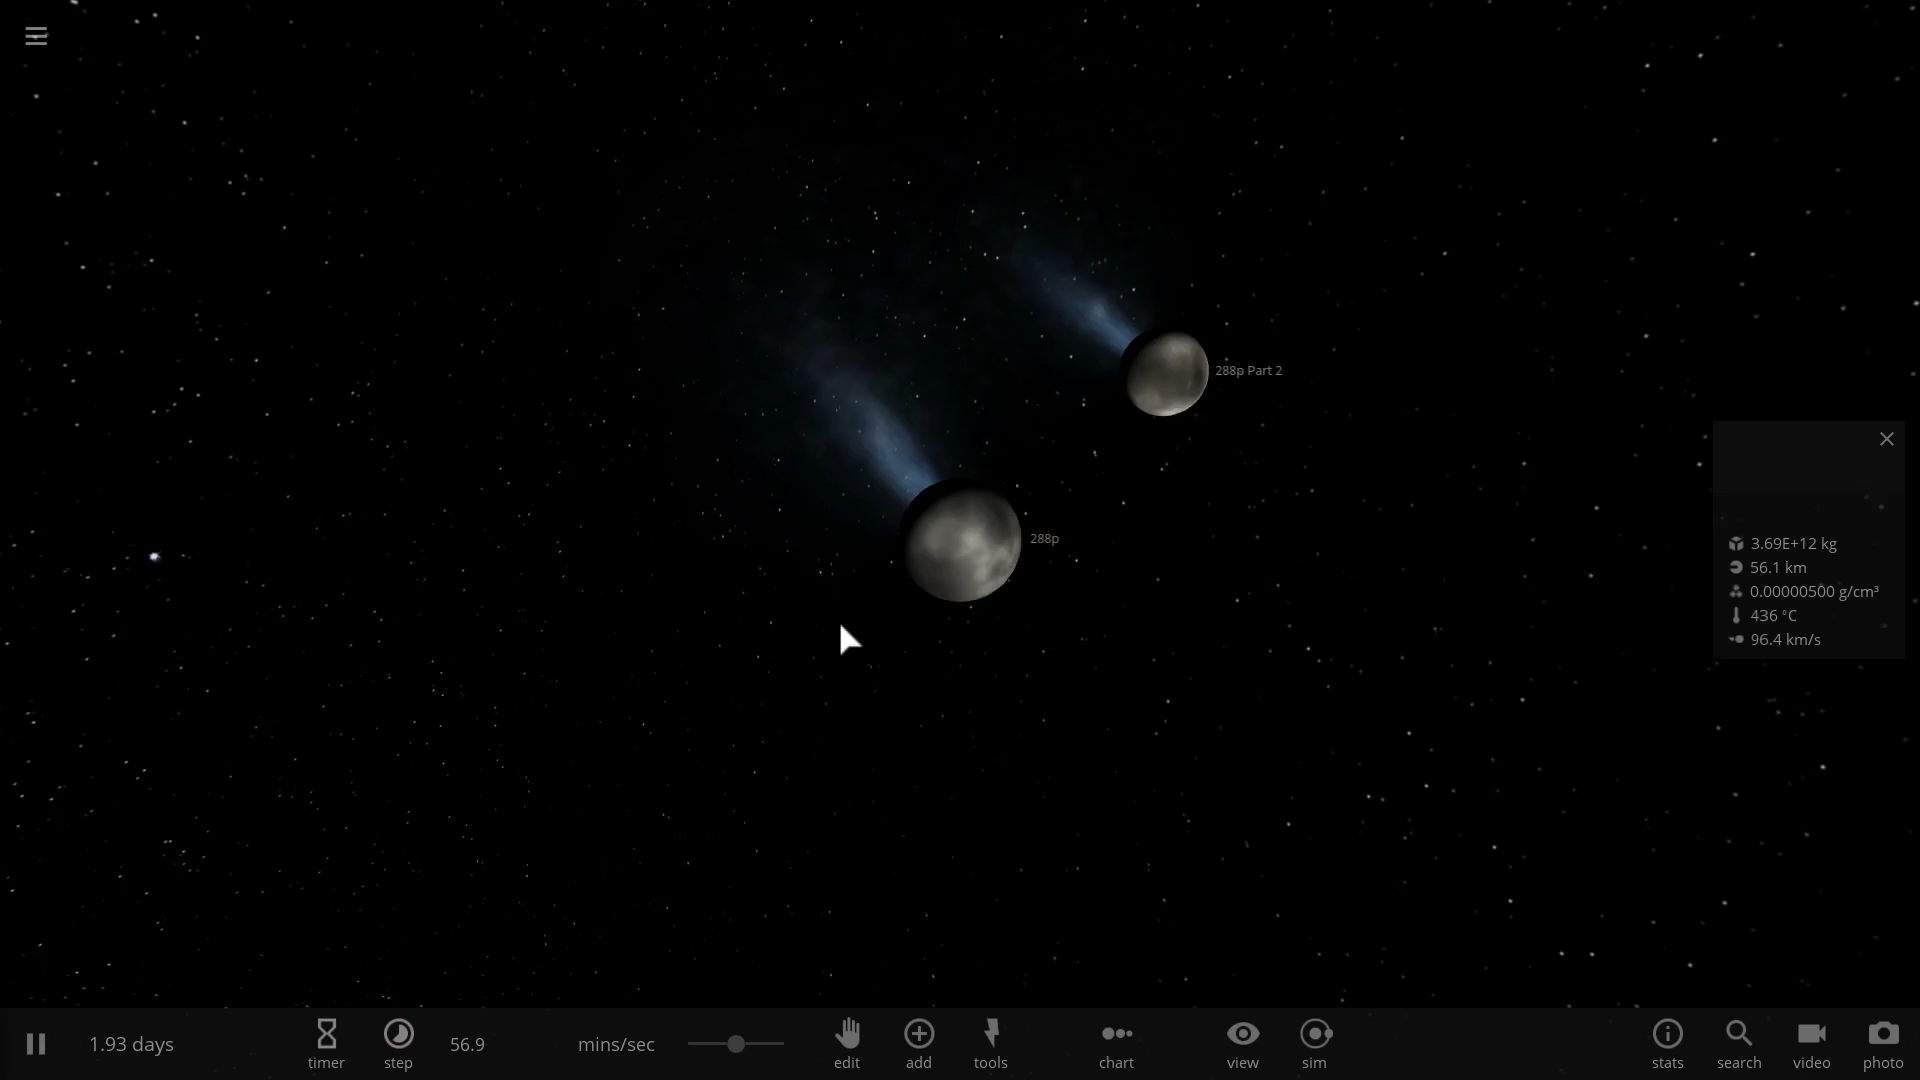 288p Part 2
288p
3.69E+12 kg
56.1 km
0.00000500 g/cm³
436 °C
96.4 km/s
1.93 days
timer
step
56.9
mins/sec
edit
add
tools
chart
view
sim
stats
search
video
photo